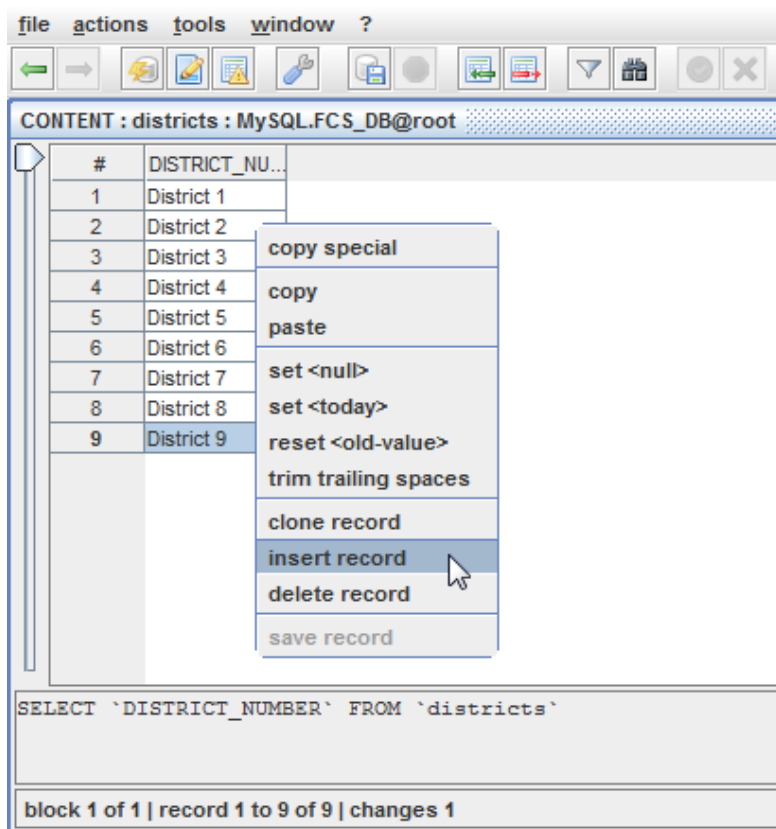 file actions tools window ?
CONTENT : districts : MySQL.FCS_DB@root
# DISTRICT_NU...
1 District 1
2 District 2
3 District 3
4 District 4
5 District 5
6 District 6
7 District 7
8 District 8
9 District 9
copy special
copy
paste
set <null>
set <today>
reset <old-value>
trim trailing spaces
clone record
insert record
delete record
save record
SELECT `DISTRICT_NUMBER` FROM `districts`
block 1 of 1 | record 1 to 9 of 9 | changes 1